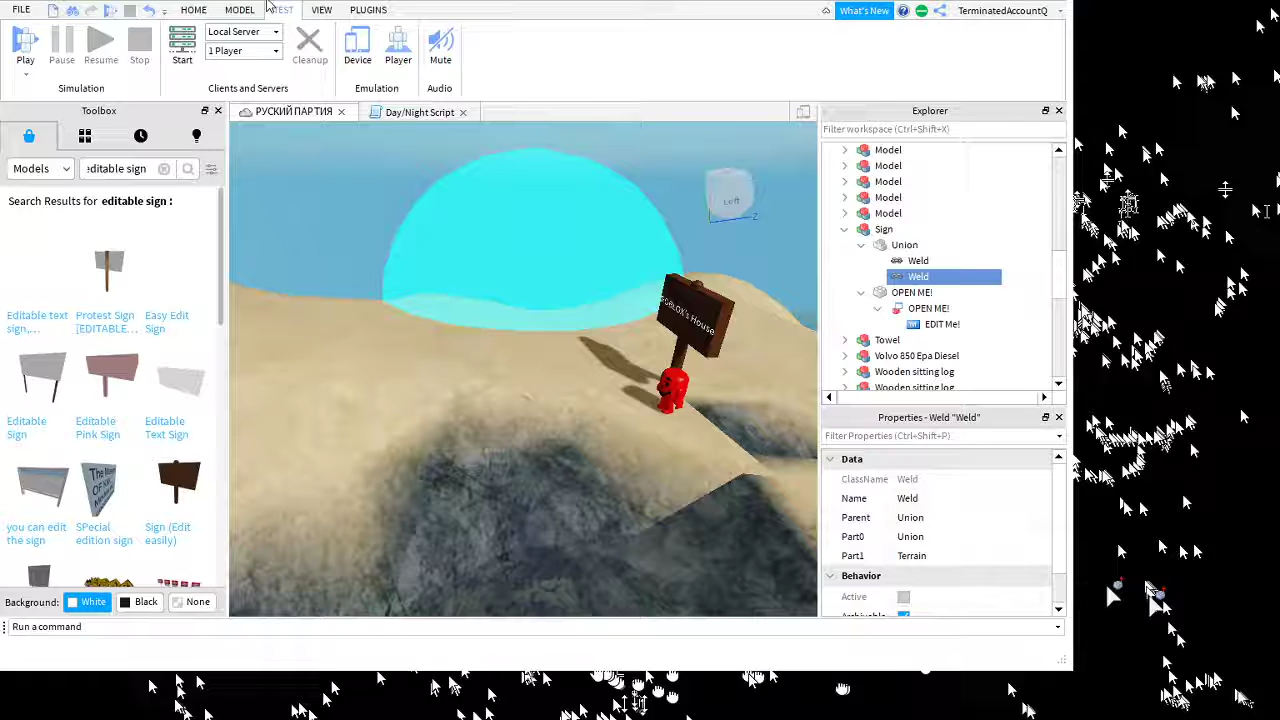 FILE
HOME
MODEL
VIEW
PLUGINS
What's New
TerminatedAccountQ
Play
Pause
Resume
Stop
Simulation
Start
Local Server
1 Player
Cleanup
Clients and Servers
Device
Player
Emulation
Mute
Audio
Toolbox
Models
ditable sign
Search Results for editable sign :
Editable text
sign,...
Protest Sign
[EDITABLE...
Easy Edit
Sign
Editable
Sign
Editable
Pink Sign
Editable
Text Sign
you can edit
the sign
SPecial
edition sign
Sign (Edit
easily)
Background:
White
Black
None
РУСКИЙ ПАРТИЯ
Day/Night Script
Left
Z
Explorer
Filter workspace (Ctrl+Shift+X)
Model
Model
Model
Model
Model
Sign
Union
Weld
Weld
OPEN ME!
OPEN ME!
EDIT Me!
Towel
Volvo 850 Epa Diesel
Wooden sitting log
Wooden sitting log
Properties - Weld "Weld"
Filter Properties (Ctrl+Shift+P)
Data
ClassName Weld
Name Weld
Parent Union
Part0 Union
Part1 Terrain
Behavior
Active
Archivable
Run a command